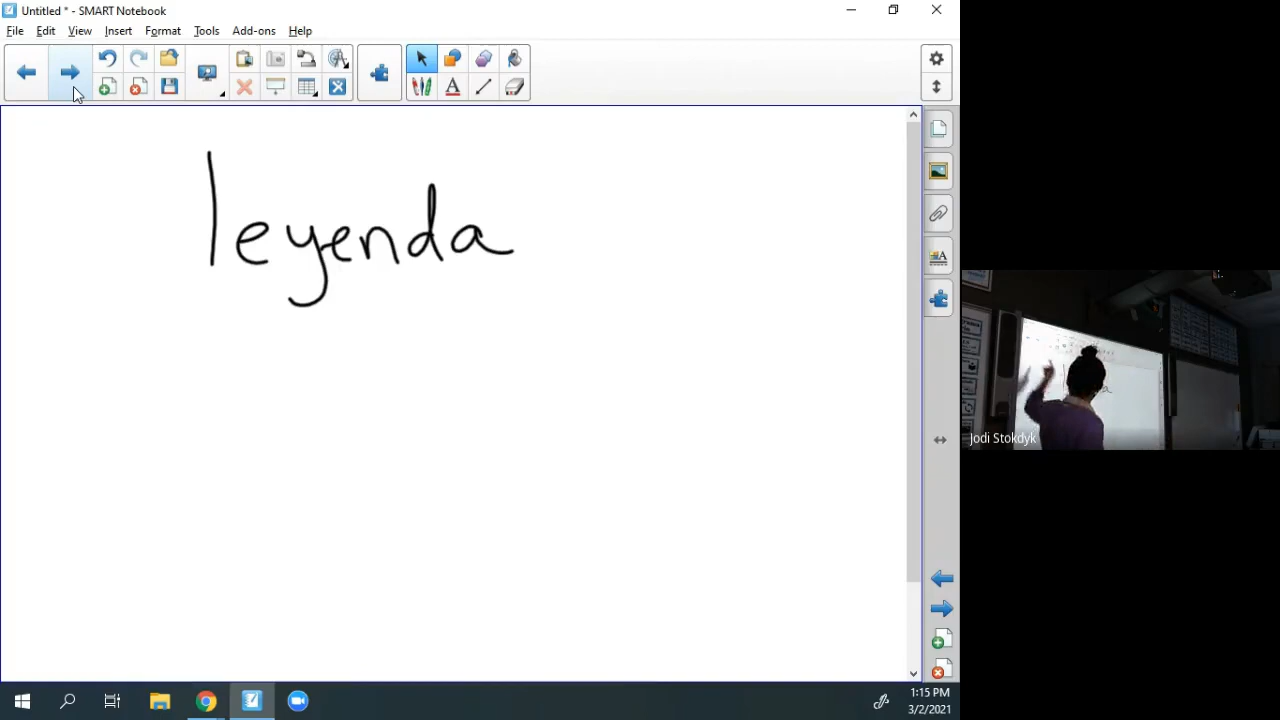 Untitled * - SMART Notebook
File Edit View Insert Format Tools Add-ons Help
leyenda
Jodi Stokdyk
1:15 PM
3/2/2021